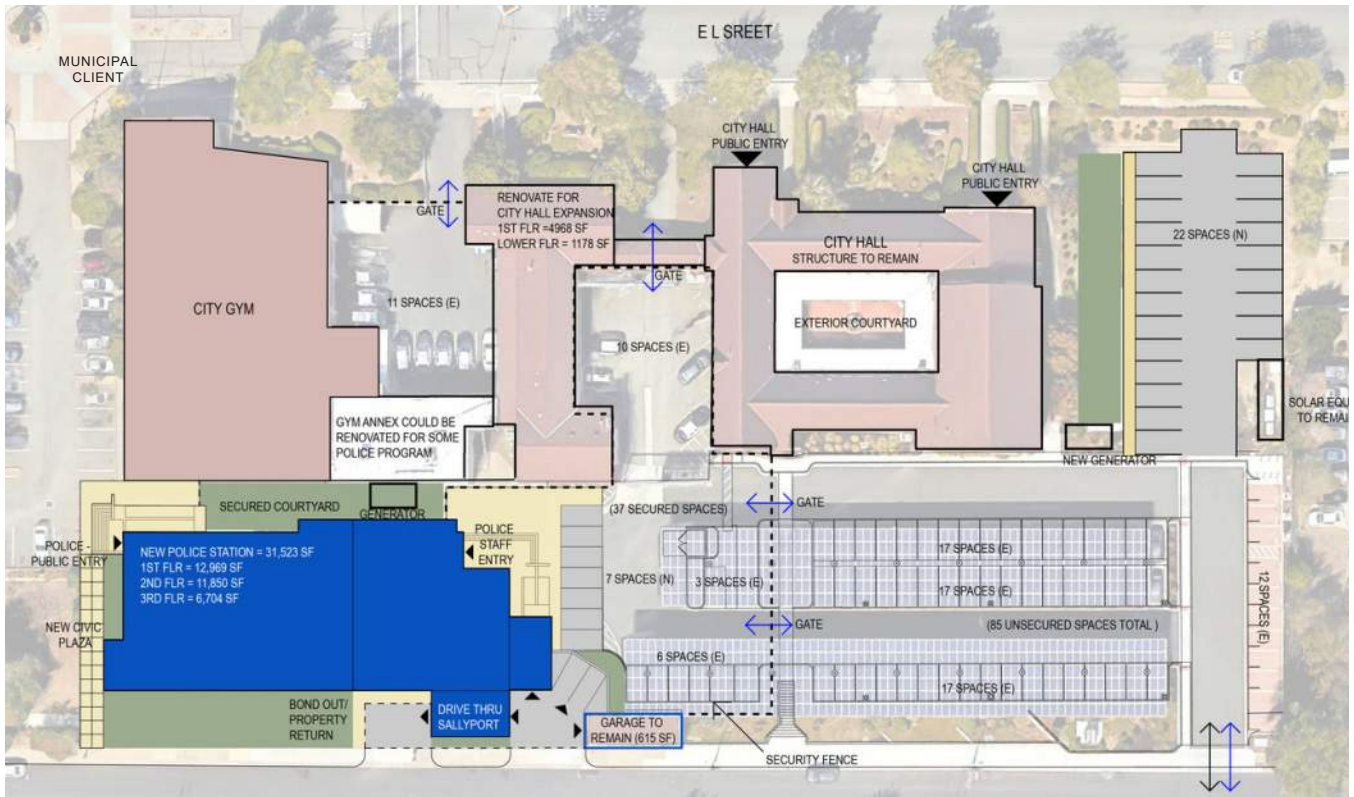 E L SREET
MUNICIPAL
CLIENT
CITY HALL
PUBLIC ENTRY
CITY HALL
PUBLIC ENTRY
GATE
RENOVATE FOR
CITY HALL EXPANSION
1ST FLR =4968 SF
LOWER FLR = 1178 SF
GATE
CITY HALL
STRUCTURE TO REMAIN
22 SPACES (N)
CITY GYM
11 SPACES (E)
10 SPACES (E)
EXTERIOR COURTYARD
GYM ANNEX COULD BE
RENOVATED FOR SOME
POLICE PROGRAM
SOLAR EQU
TO REMAI
NEW GENERATOR
SECURED COURTYARD
GENERATOR
(37 SECURED SPACES)
GATE
POLICE -
PUBLIC ENTRY
NEW POLICE STATION = 31,523 SF
1ST FLR = 12,969 SF
2ND FLR = 11,850 SF
3RD FLR = 6,704 SF
POLICE
STAFF
ENTRY
7 SPACES (N)
3 SPACES (E)
17 SPACES (E)
17 SPACES (E)
12 SPACES (E)
NEW CIVIC
PLAZA
GATE
(85 UNSECURED SPACES TOTAL )
6 SPACES (E)
17 SPACES (E)
BOND OUT/
PROPERTY
RETURN
DRIVE THRU
SALLYPORT
GARAGE TO
REMAIN (615 SF)
SECURITY FENCE